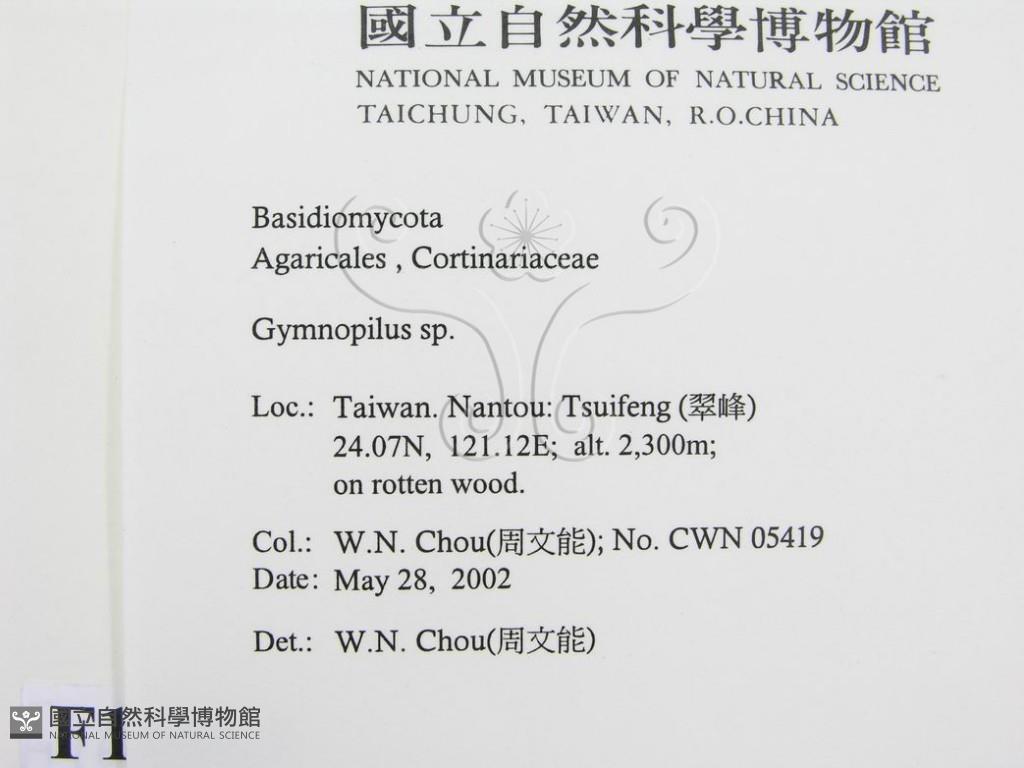 國立自然科學博物館
NATIONAL MUSEUM OF NATURAL SCIENCE
TAICHUNG, TAIWAN, R.O.CHINA
Basidiomycota
Agaricales , Cortinariaceae
Gymnopilus sp.
Loc.: Taiwan. Nantou: Tsuifeng (翠峰)
24.07N, 121.12E; alt. 2,300m;
on rotten wood.
Col.: W.N. Chou(周文能); No. CWN 05419
Date: May 28, 2002
Det.: W.N. Chou(周文能)
國立自然科學博物館
NATIONAL MUSEUM OF NATURAL SCIENCE